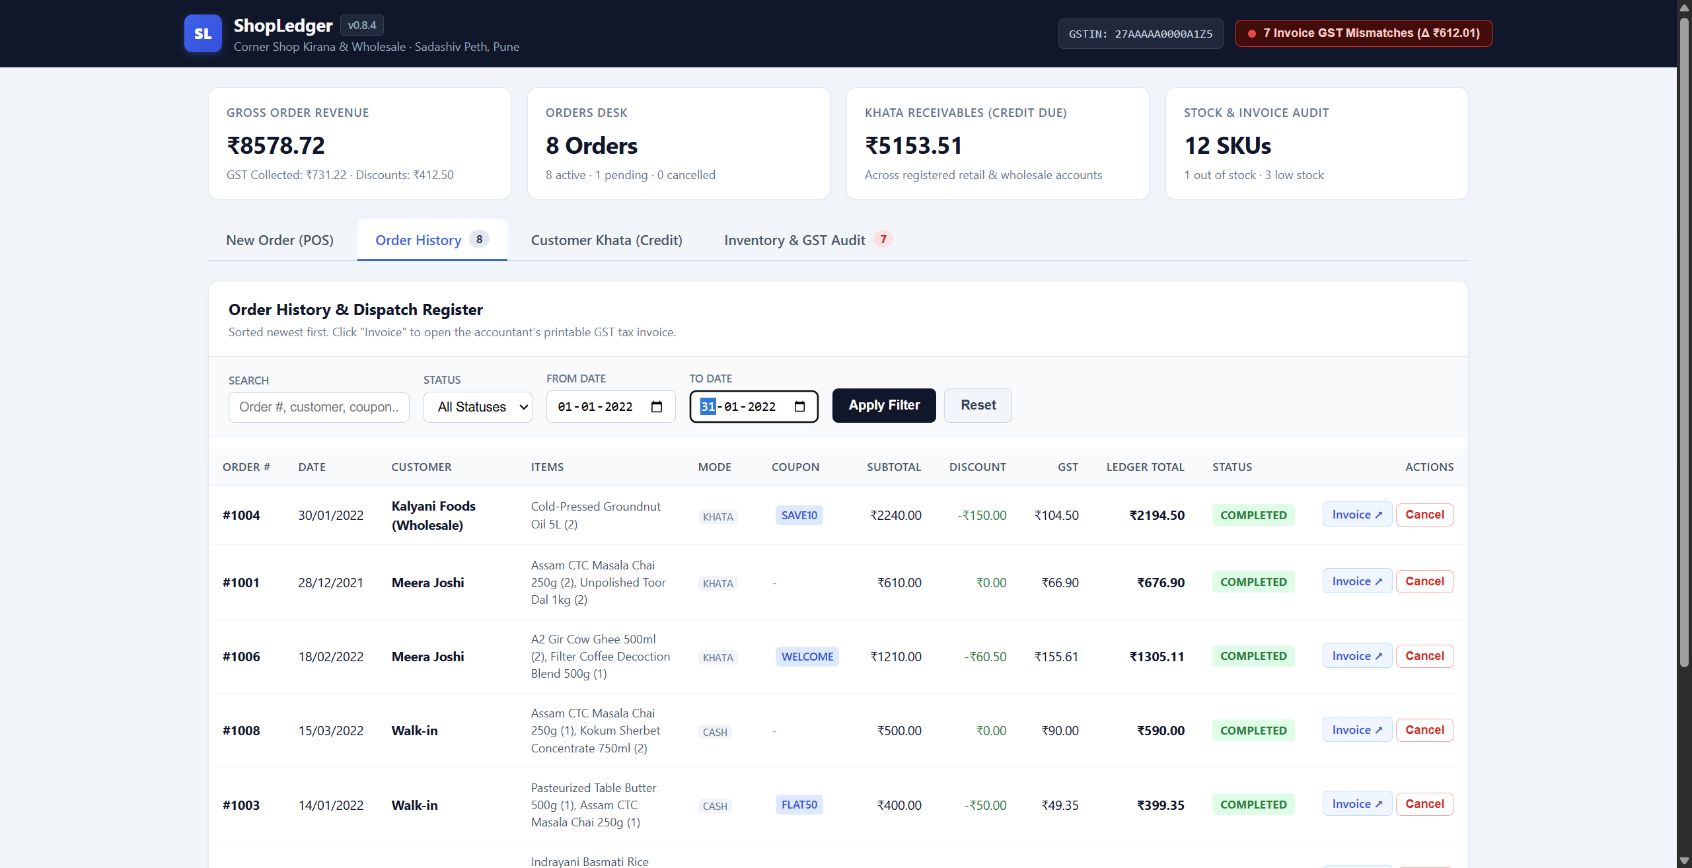 SL
ShopLedger v0.8.4
Corner Shop Kirana & Wholesale · Sadashiv Peth, Pune
GSTIN: 27AAAAA0000A1Z5
7 Invoice GST Mismatches (Δ ₹612.01)
GROSS ORDER REVENUE
₹8578.72
GST Collected: ₹731.22 · Discounts: ₹412.50
ORDERS DESK
8 Orders
8 active · 1 pending · 0 cancelled
KHATA RECEIVABLES (CREDIT DUE)
₹5153.51
Across registered retail & wholesale accounts
STOCK & INVOICE AUDIT
12 SKUs
1 out of stock · 3 low stock
New Order (POS)
Order History 8
Customer Khata (Credit)
Inventory & GST Audit 7
Order History & Dispatch Register
Sorted newest first. Click "Invoice" to open the accountant's printable GST tax invoice.
SEARCH
Order #, customer, coupon..
STATUS
All Statuses
FROM DATE
01-01-2022
TO DATE
31-01-2022
Apply Filter
Reset
ORDER # DATE CUSTOMER ITEMS MODE COUPON SUBTOTAL DISCOUNT GST LEDGER TOTAL STATUS ACTIONS
#1004 30/01/2022
Kalyani Foods
(Wholesale)
Cold-Pressed Groundnut
Oil 5L (2)
KHATA SAVE10 ₹2240.00 -₹150.00 ₹104.50 ₹2194.50 COMPLETED Invoice ↗ Cancel
#1001 28/12/2021 Meera Joshi
Assam CTC Masala Chai
250g (2), Unpolished Toor
Dal 1kg (2)
KHATA - ₹610.00 ₹0.00 ₹66.90 ₹676.90 COMPLETED Invoice ↗ Cancel
#1006 18/02/2022 Meera Joshi
A2 Gir Cow Ghee 500ml
(2), Filter Coffee Decoction
Blend 500g (1)
KHATA WELCOME ₹1210.00 -₹60.50 ₹155.61 ₹1305.11 COMPLETED Invoice ↗ Cancel
#1008 15/03/2022 Walk-in
Assam CTC Masala Chai
250g (1), Kokum Sherbet
Concentrate 750ml (2)
CASH - ₹500.00 ₹0.00 ₹90.00 ₹590.00 COMPLETED Invoice ↗ Cancel
#1003 14/01/2022 Walk-in
Pasteurized Table Butter
500g (1), Assam CTC
Masala Chai 250g (1)
CASH FLAT50 ₹400.00 -₹50.00 ₹49.35 ₹399.35 COMPLETED Invoice ↗ Cancel
Indrayani Basmati Rice